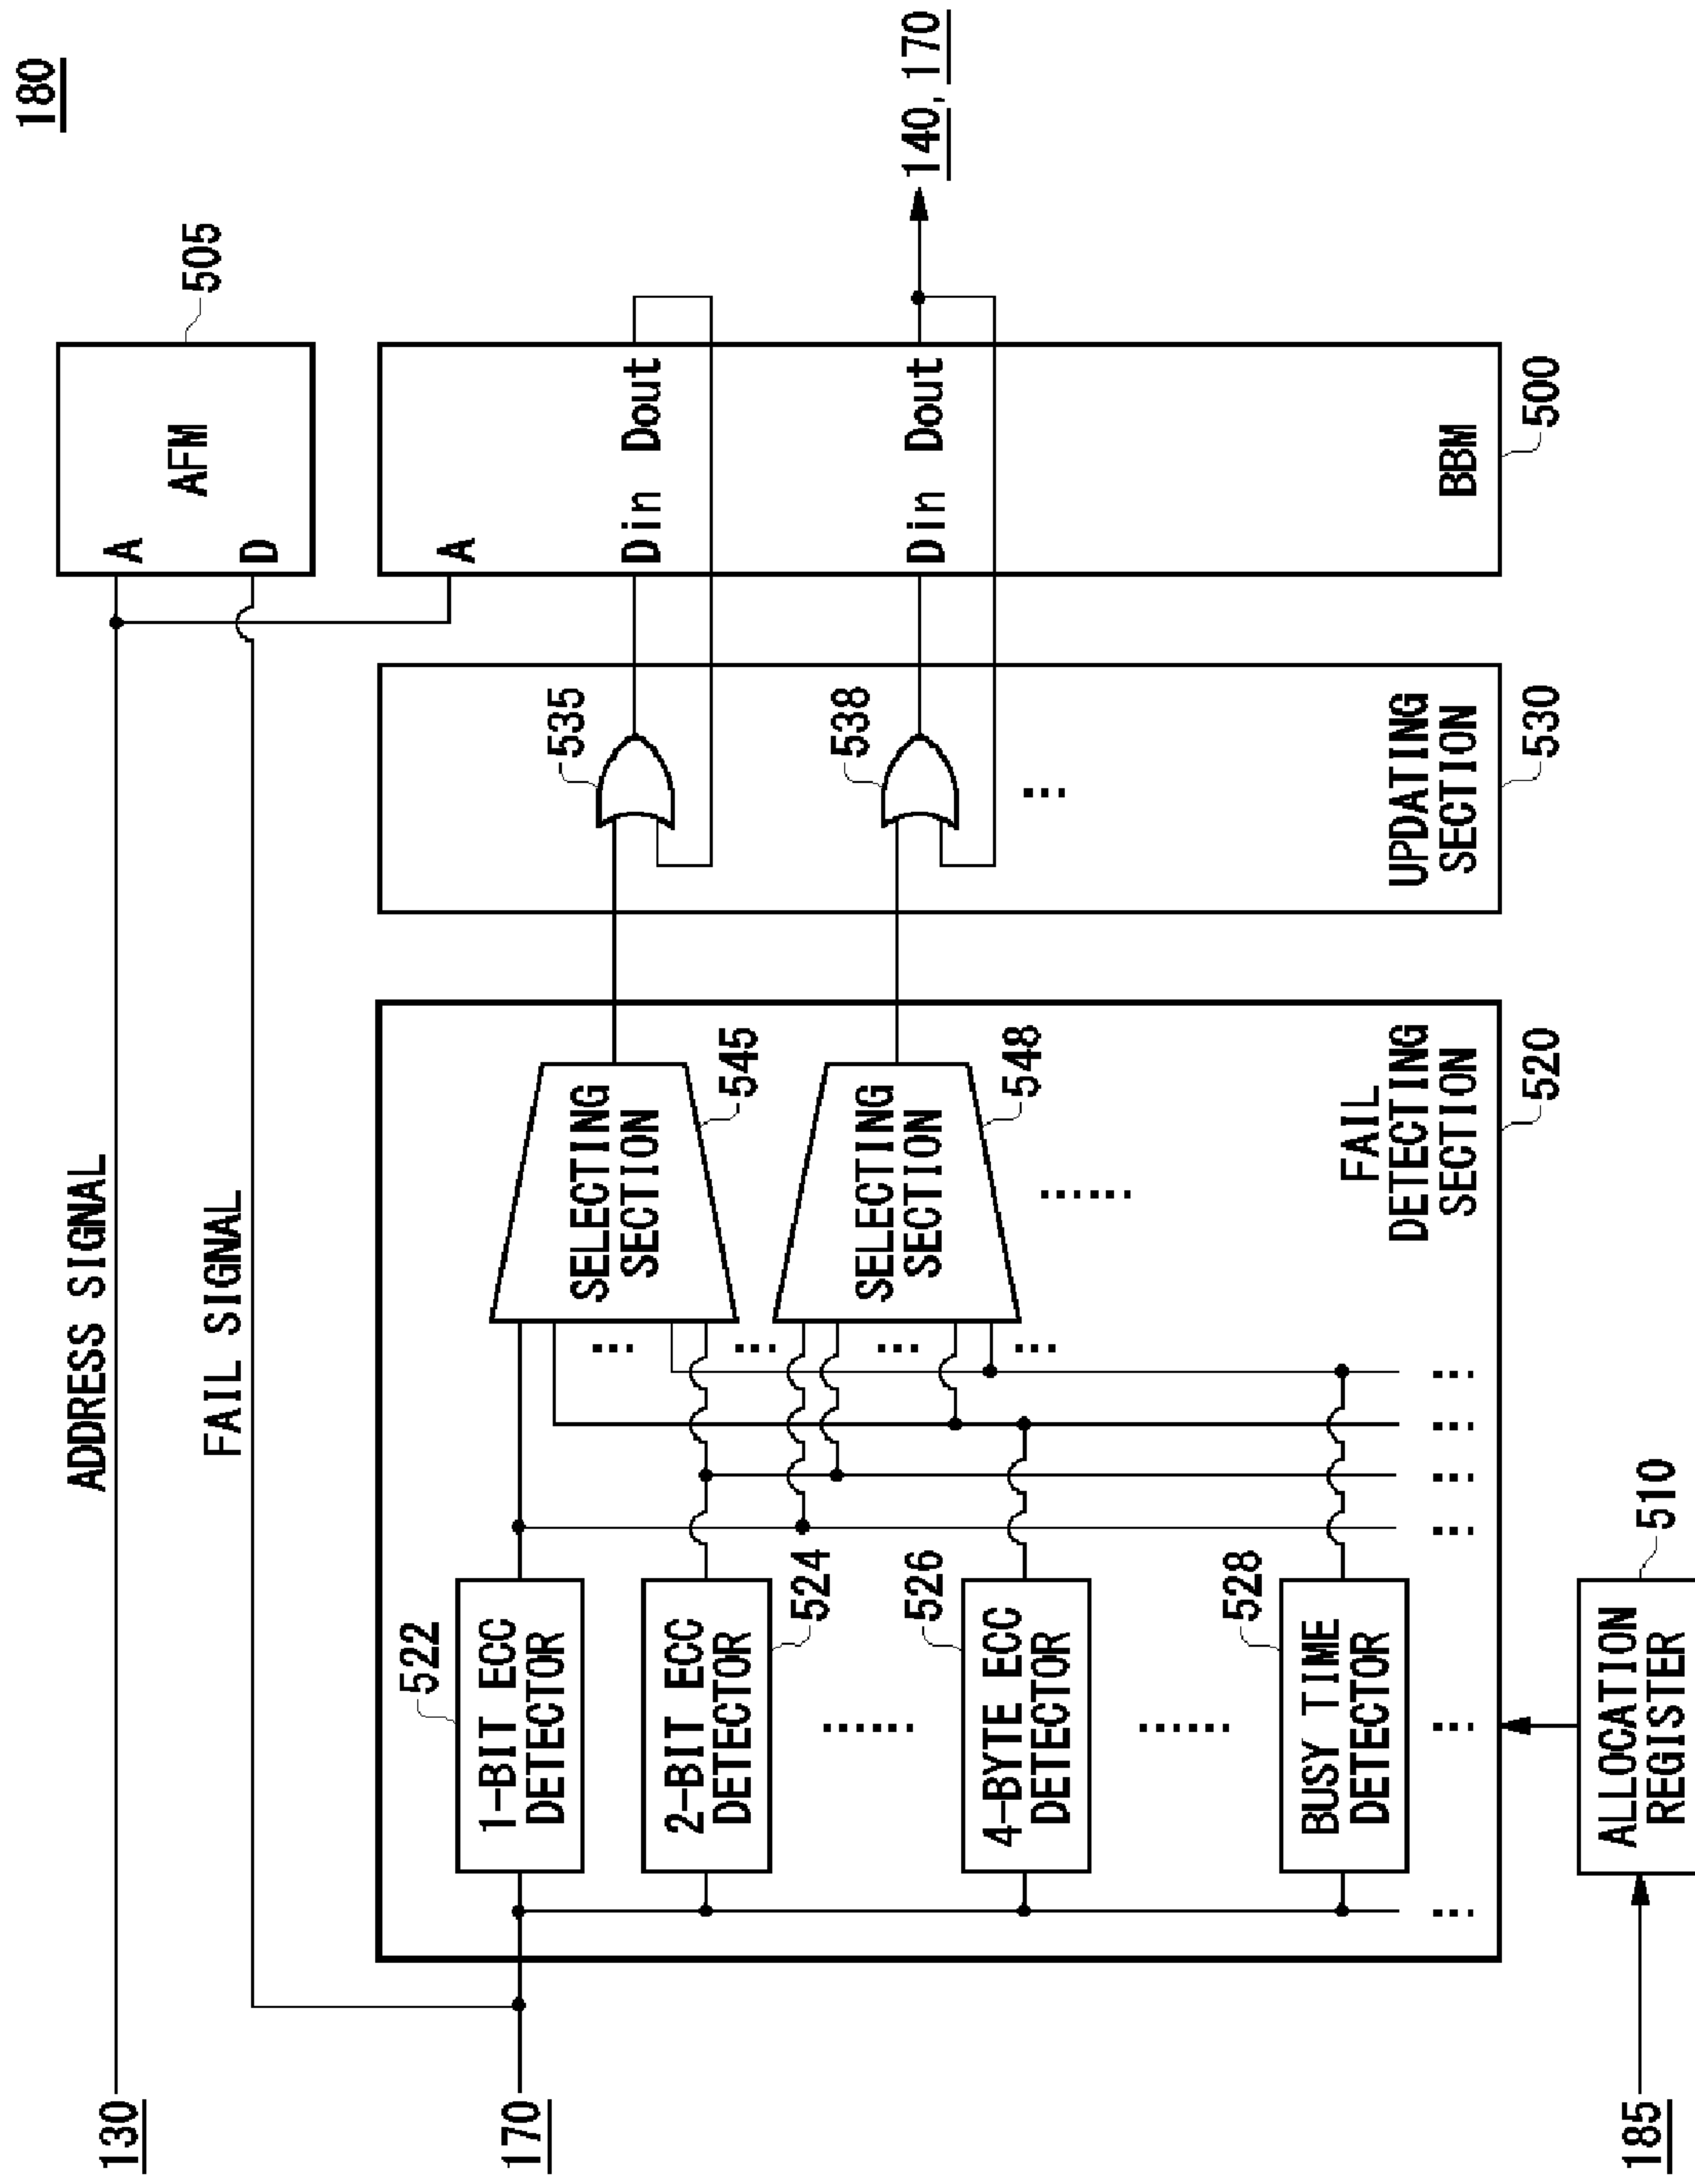 180
130
ADDRESS SIGNAL
A
AFM
D
505
FAIL SIGNAL
170
522
1-BIT ECC
DETECTOR
2-BIT ECC
DETECTOR
524
......
526
4-BYTE ECC
DETECTOR
......
528
BUSY TIME
DETECTOR
...
...
...
...
...
...
...
...
...
...
SELECTING
SECTION
545
SELECTING
SECTION
548
......
FAIL
DETECTING
SECTION
520
535
538
...
UPDATING
SECTION
530
A
Din Dout
Din Dout
BBM
500
140, 170
185
ALLOCATION
REGISTER
510